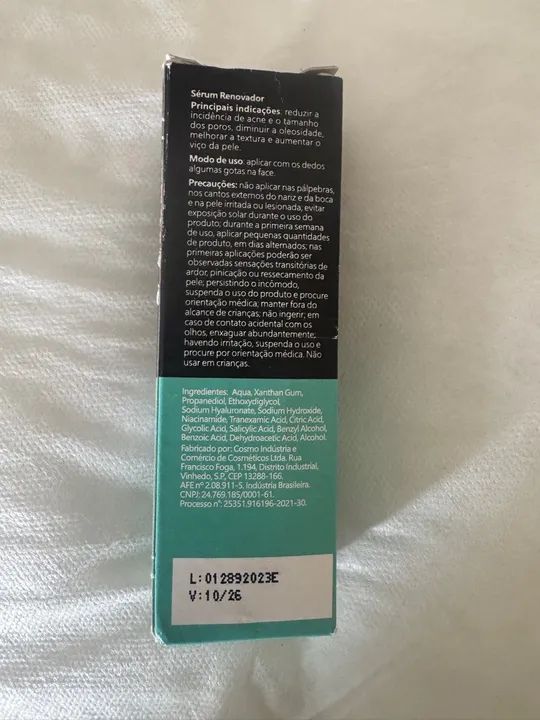 Sérum Renovador
Principais indicações: reduzir a
incidência de acne e o tamanho
dos poros, diminuir a oleosidade,
melhorar a textura e aumentar o
viço da pele.
Modo de uso: aplicar com os dedos
algumas gotas na face.
Precauções: não aplicar nas pálpebras,
nos cantos externos do nariz e da boca
e na pele irritada ou lesionada; evitar
exposição solar durante o uso do
produto; durante a primeira semana
de uso, aplicar pequenas quantidades
de produto, em dias alternados; nas
primeiras aplicações poderão ser
observadas sensações transitórias de
ardor, pinicação ou ressecamento da
pele; persistindo o incômodo,
suspenda o uso do produto e procure
orientação médica; manter fora do
alcance de crianças; não ingerir; em
caso de contato acidental com os
olhos, enxaguar abundantemente;
havendo irritação, suspenda o uso e
procure por orientação médica. Não
usar em crianças.
Ingredientes: Aqua, Xanthan Gum,
Propanediol, Ethoxydiglycol,
Sodium Hyaluronate, Sodium Hydroxide,
Niacinamide, Tranexamic Acid, Citric Acid,
Glycolic Acid, Salicylic Acid, Benzyl Alcohol,
Benzoic Acid, Dehydroacetic Acid, Alcohol.
Fabricado por: Cosmo Indústria e
Comércio de Cosméticos Ltda. Rua
Francisco Foga, 1.194, Distrito Industrial,
Vinhedo, S.P, CEP 13288-166.
AFE nº 2.08.911-5. Indústria Brasileira.
CNPJ: 24.769.185/0001-61.
Processo n°: 25351.916196-2021-30.
L:012892023E
V:10/26